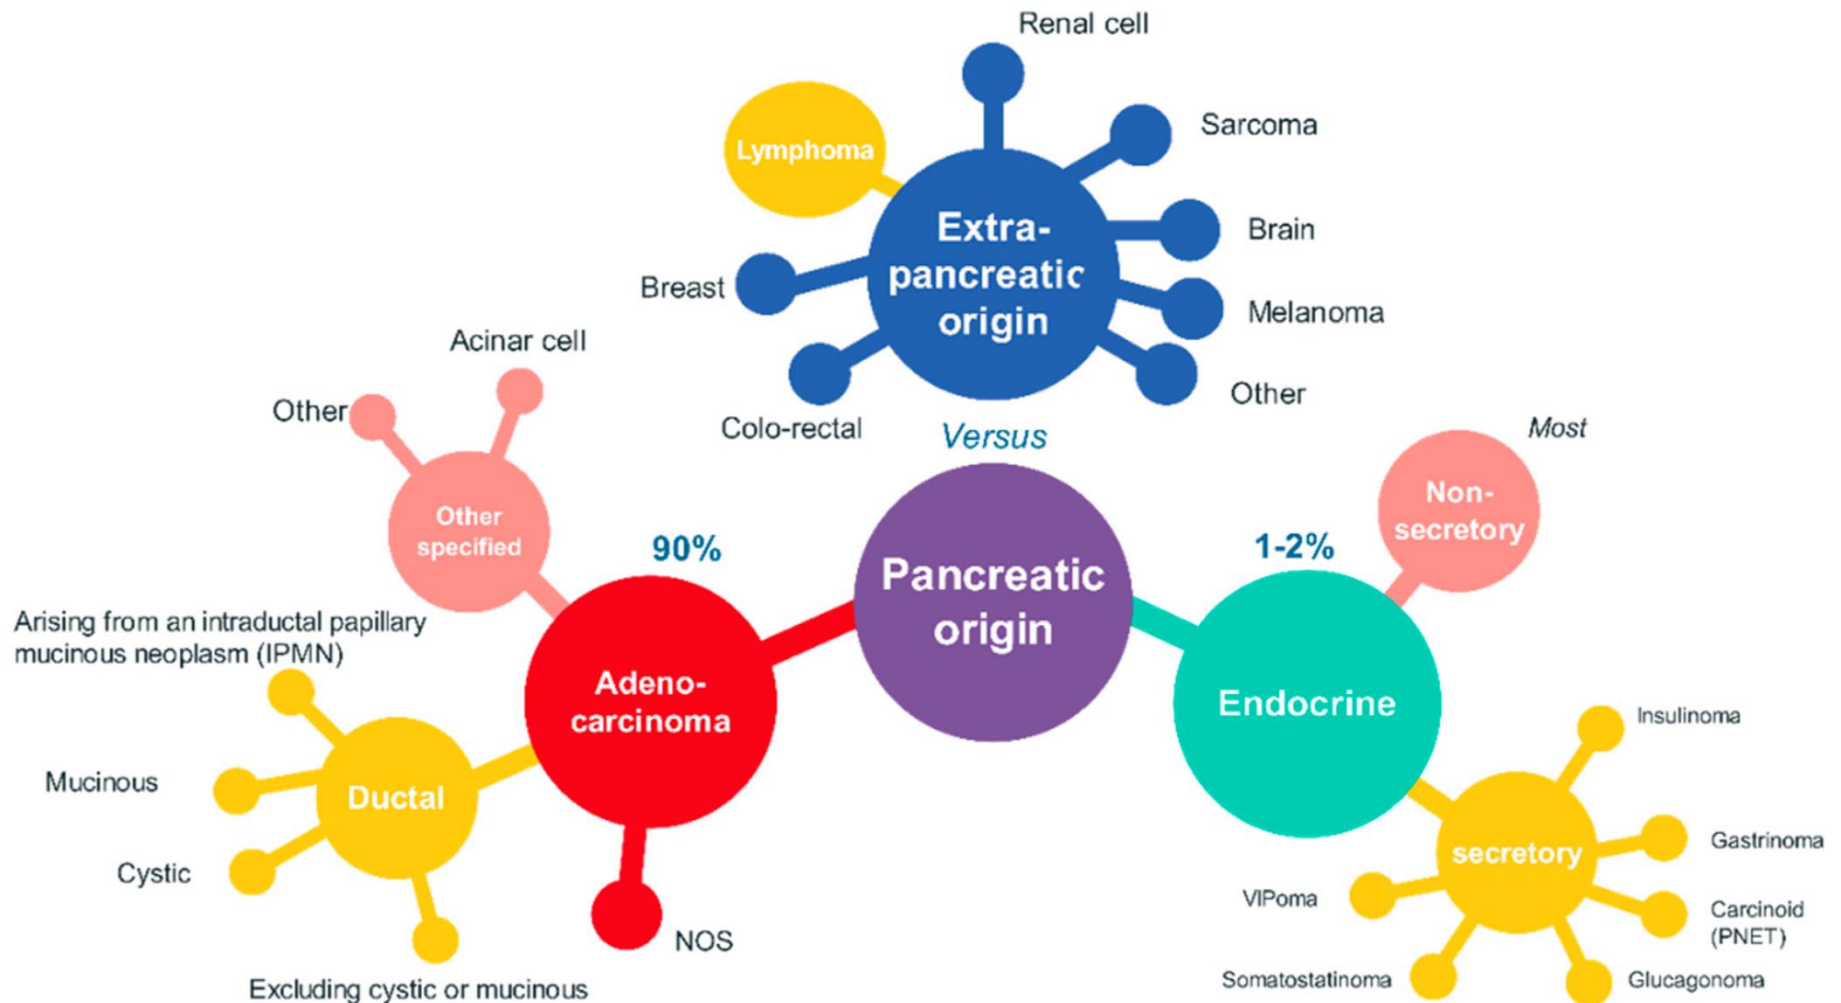 Renal cell
Sarcoma
Lymphoma
Extra-
pancreatic
origin
Brain
Breast
Melanoma
Other
Colo-rectal
Versus
Acinar cell
Other
Other
specified
90%
Pancreatic
origin
1-2%
Most
Non-
secretory
Arising from an intraductal papillary
mucinous neoplasm (IPMN)
Adeno-
carcinoma
Endocrine
Mucinous
Ductal
Cystic
NOS
Excluding cystic or mucinous
Insulinoma
secretory
Gastrinoma
VIPoma
Carcinoid
(PNET)
Somatostatinoma
Glucagonoma